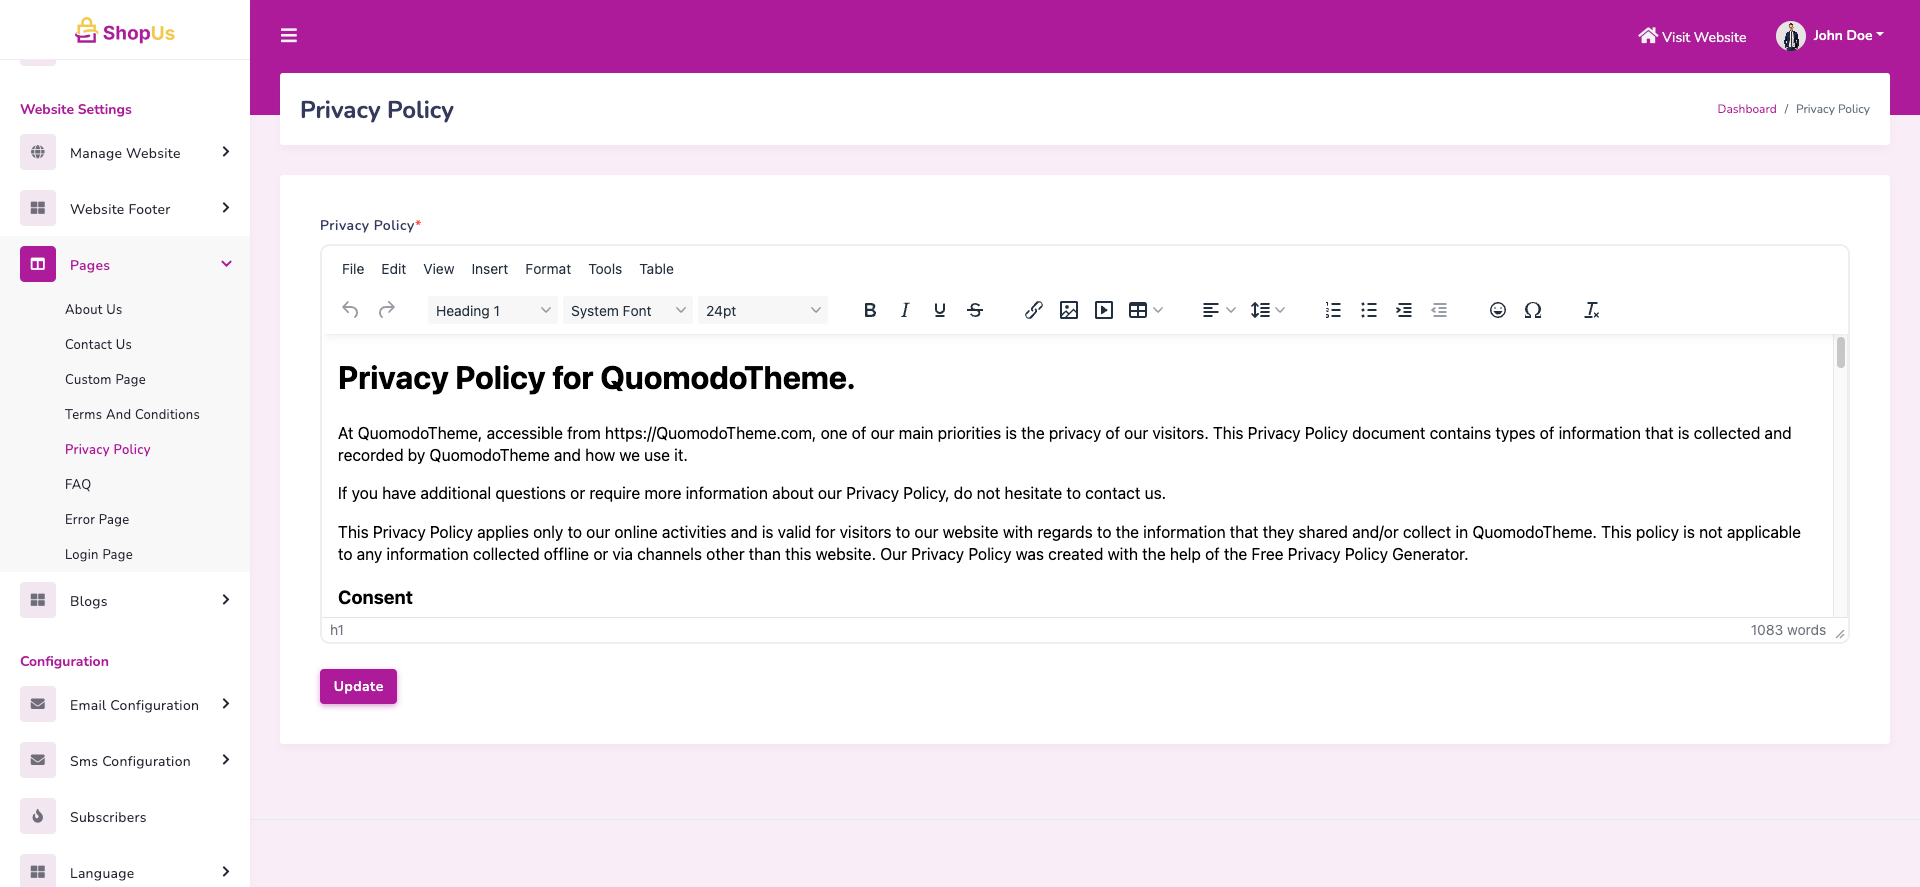 ShopUs
Visit Website
John Doe
Website Settings
Manage Website
Website Footer
Pages
About Us
Contact Us
Custom Page
Terms And Conditions
Privacy Policy
FAQ
Error Page
Login Page
Blogs
Configuration
Email Configuration
Sms Configuration
Subscribers
Language
Privacy Policy
Dashboard / Privacy Policy
Privacy Policy*
File Edit View Insert Format Tools Table
Heading 1 System Font 24pt
Privacy Policy for QuomodoTheme.
At QuomodoTheme, accessible from https://QuomodoTheme.com, one of our main priorities is the privacy of our visitors. This Privacy Policy document contains types of information that is collected and
recorded by QuomodoTheme and how we use it.
If you have additional questions or require more information about our Privacy Policy, do not hesitate to contact us.
This Privacy Policy applies only to our online activities and is valid for visitors to our website with regards to the information that they shared and/or collect in QuomodoTheme. This policy is not applicable
to any information collected offline or via channels other than this website. Our Privacy Policy was created with the help of the Free Privacy Policy Generator.
Consent
h1
1083 words
Update